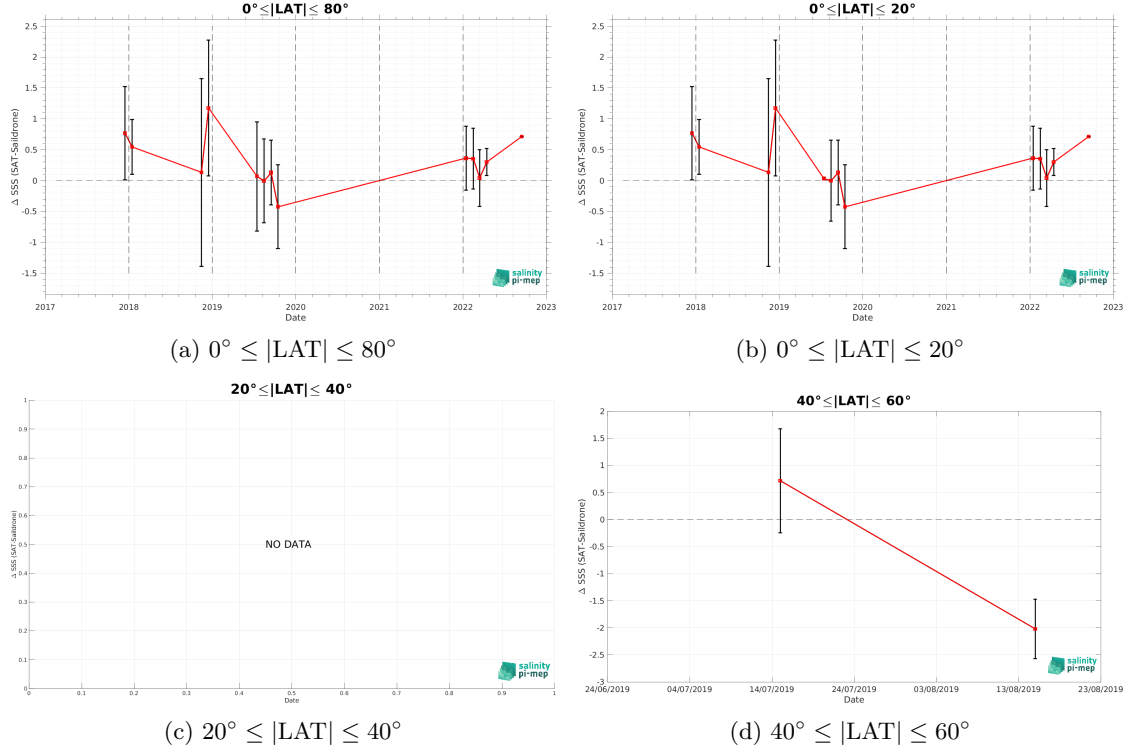 0°≤|LAT|≤ 80°
Δ SSS (SAT-Saildrone)
2.5
2
1.5
1
0.5
0
-0.5
-1
-1.5
2017 2018 2019 2020 2021 2022 2023
Date
salinity
pi-mep
(a) 0° ≤ |LAT| ≤ 80°
0°≤|LAT|≤ 20°
Δ SSS (SAT-Saildrone)
2.5
2
1.5
1
0.5
0
-0.5
-1
-1.5
2017 2018 2019 2020 2021 2022 2023
Date
salinity
pi-mep
(b) 0° ≤ |LAT| ≤ 20°
20°≤|LAT|≤ 40°
Δ SSS (SAT-Saildrone)
1
0.9
0.8
0.7
0.6
0.5
0.4
0.3
0.2
0.1
0
NO DATA
0 0.1 0.2 0.3 0.4 0.5 0.6 0.7 0.8 0.9 1
Date
salinity
pi-mep
(c) 20° ≤ |LAT| ≤ 40°
40°≤|LAT|≤ 60°
Δ SSS (SAT-Saildrone)
2
1.5
1
0.5
0
-0.5
-1
-1.5
-2
-2.5
-3
24/06/2019 04/07/2019 14/07/2019 24/07/2019 03/08/2019 13/08/2019 23/08/2019
Date
salinity
pi-mep
(d) 40° ≤ |LAT| ≤ 60°